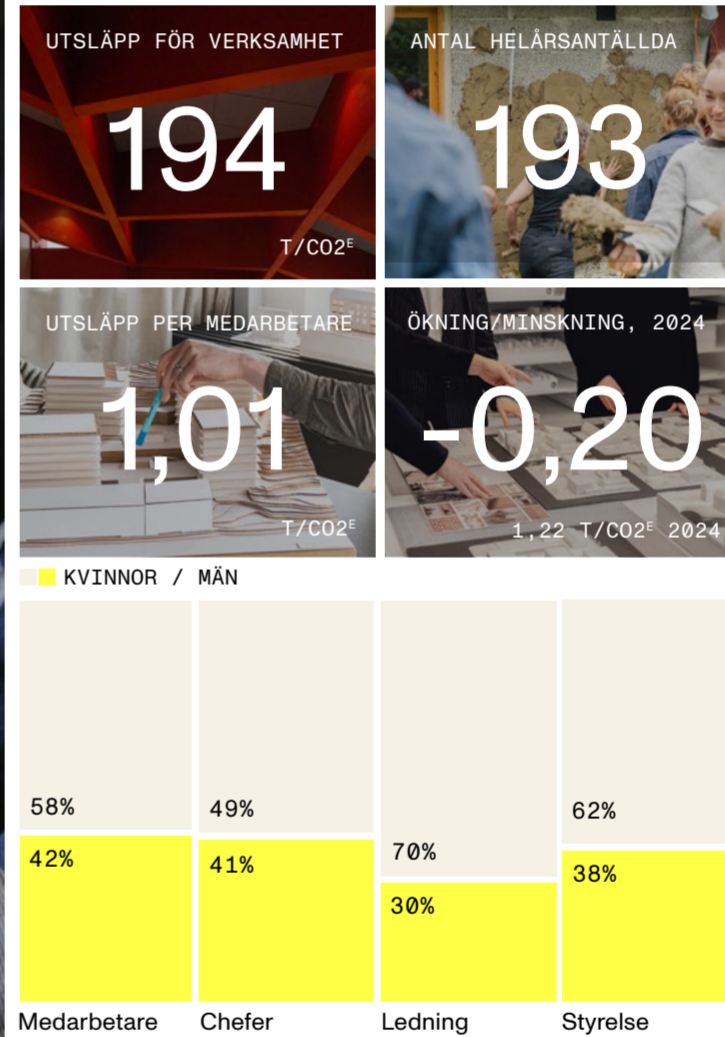 UTSLÄPP FÖR VERKSAMHET
194
T/CO2ᴱ
ANTAL HELÅRSANTÄLLDA
193
UTSLÄPP PER MEDARBETARE
1,01
T/CO2ᴱ
ÖKNING/MINSKNING, 2024
-0,20
1,22 T/CO2ᴱ 2024
KVINNOR / MÄN
58%
42%
Medarbetare
49%
41%
Chefer
70%
30%
Ledning
62%
38%
Styrelse